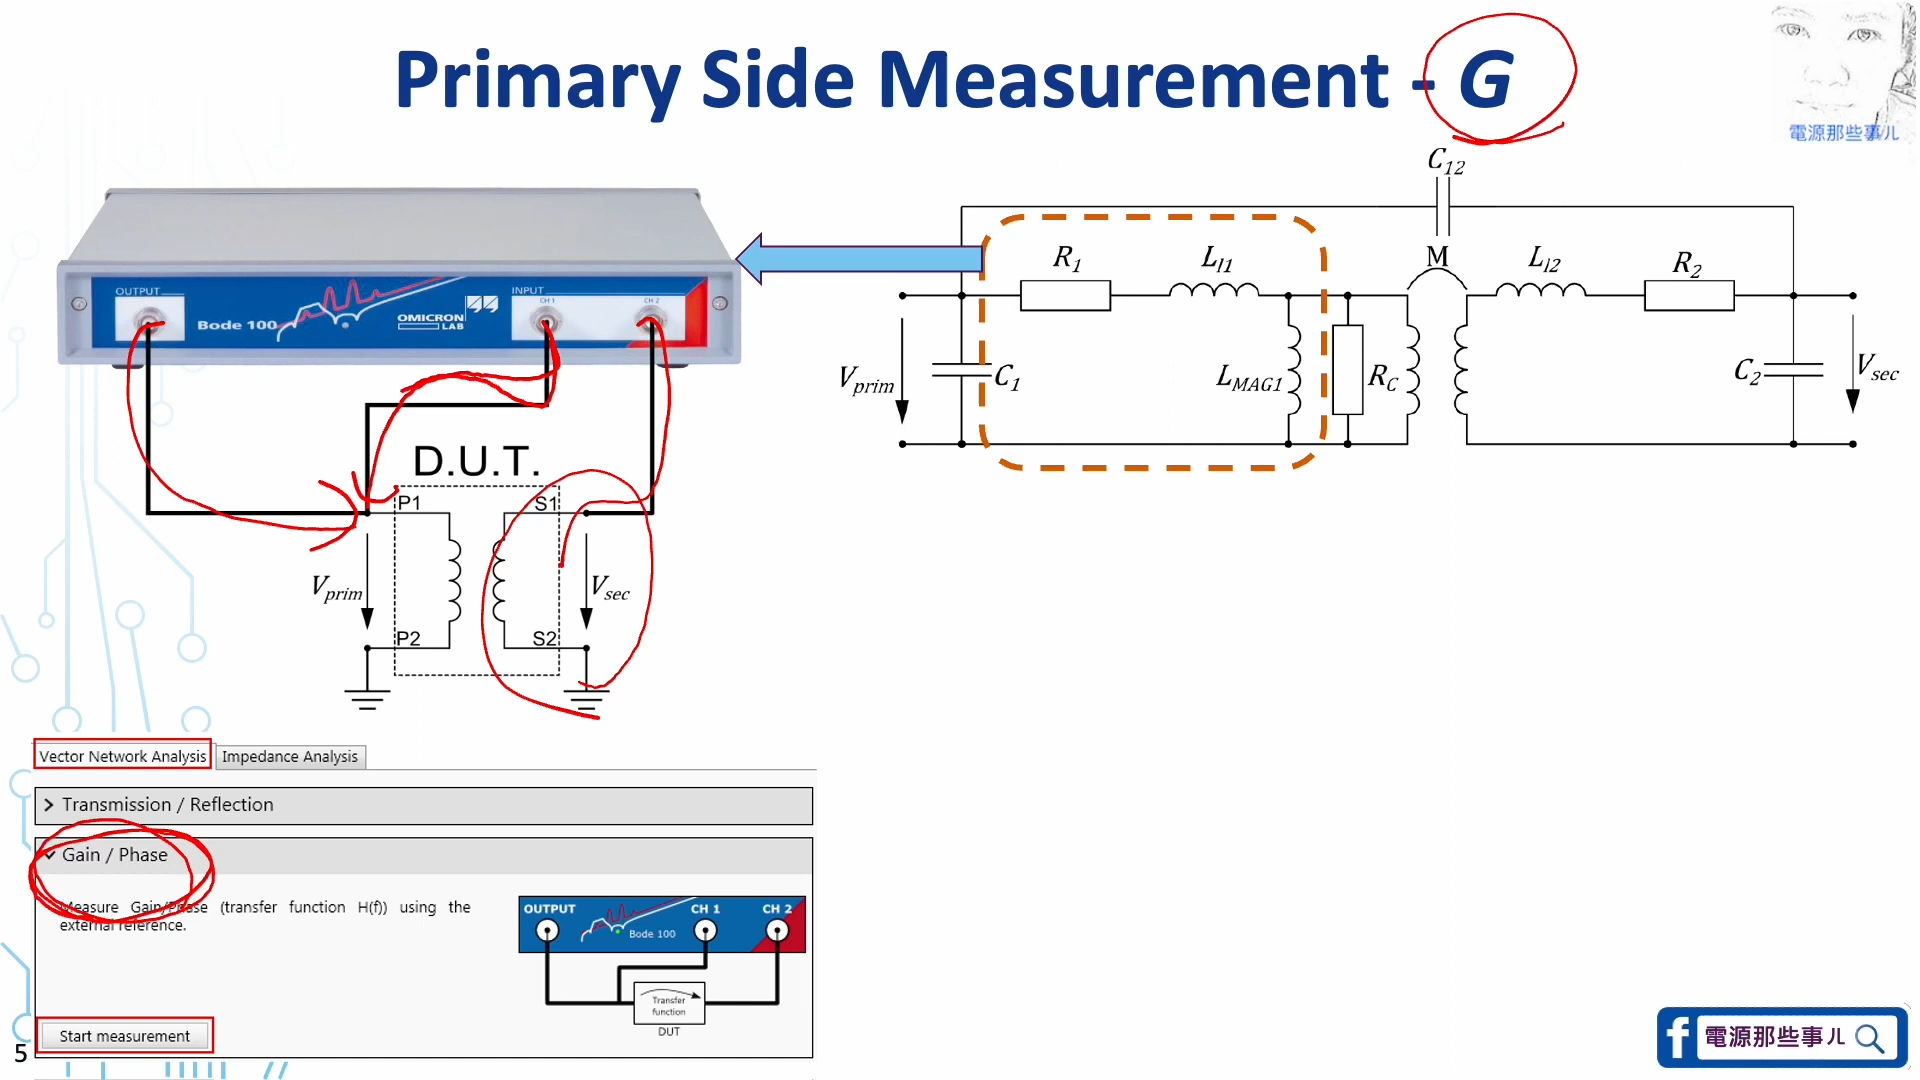 Primary Side Measurement - G
電源那些事儿
OUTPUT
INPUT
CH 1
CH 2
Bode 100
OMICRON
LAB
D.U.T.
P1
S1
Vprim
Vsec
P2
S2
C12
R1
Ll1
M
Ll2
R2
Vprim
C1
LMAG1
RC
C2
Vsec
Vector Network Analysis
Impedance Analysis
Transmission / Reflection
Gain / Phase
Measure Gain/Phase (transfer function H(f)) using the
external reference.
OUTPUT
CH 1
CH 2
Bode 100
Transfer
function
DUT
Start measurement
5
f 電源那些事儿